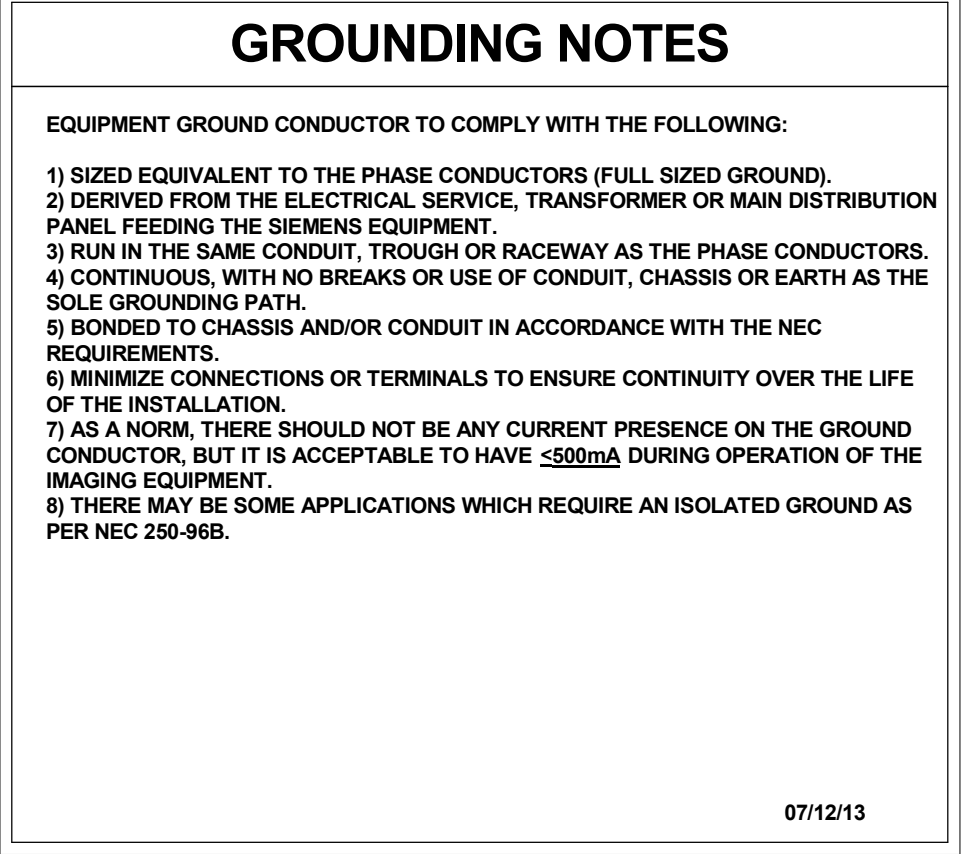 GROUNDING NOTES
EQUIPMENT GROUND CONDUCTOR TO COMPLY WITH THE FOLLOWING:
1) SIZED EQUIVALENT TO THE PHASE CONDUCTORS (FULL SIZED GROUND).
2) DERIVED FROM THE ELECTRICAL SERVICE, TRANSFORMER OR MAIN DISTRIBUTION
PANEL FEEDING THE SIEMENS EQUIPMENT.
3) RUN IN THE SAME CONDUIT, TROUGH OR RACEWAY AS THE PHASE CONDUCTORS.
4) CONTINUOUS, WITH NO BREAKS OR USE OF CONDUIT, CHASSIS OR EARTH AS THE
SOLE GROUNDING PATH.
5) BONDED TO CHASSIS AND/OR CONDUIT IN ACCORDANCE WITH THE NEC
REQUIREMENTS.
6) MINIMIZE CONNECTIONS OR TERMINALS TO ENSURE CONTINUITY OVER THE LIFE
OF THE INSTALLATION.
7) AS A NORM, THERE SHOULD NOT BE ANY CURRENT PRESENCE ON THE GROUND
CONDUCTOR, BUT IT IS ACCEPTABLE TO HAVE <500mA DURING OPERATION OF THE
IMAGING EQUIPMENT.
8) THERE MAY BE SOME APPLICATIONS WHICH REQUIRE AN ISOLATED GROUND AS
PER NEC 250-96B.
07/12/13